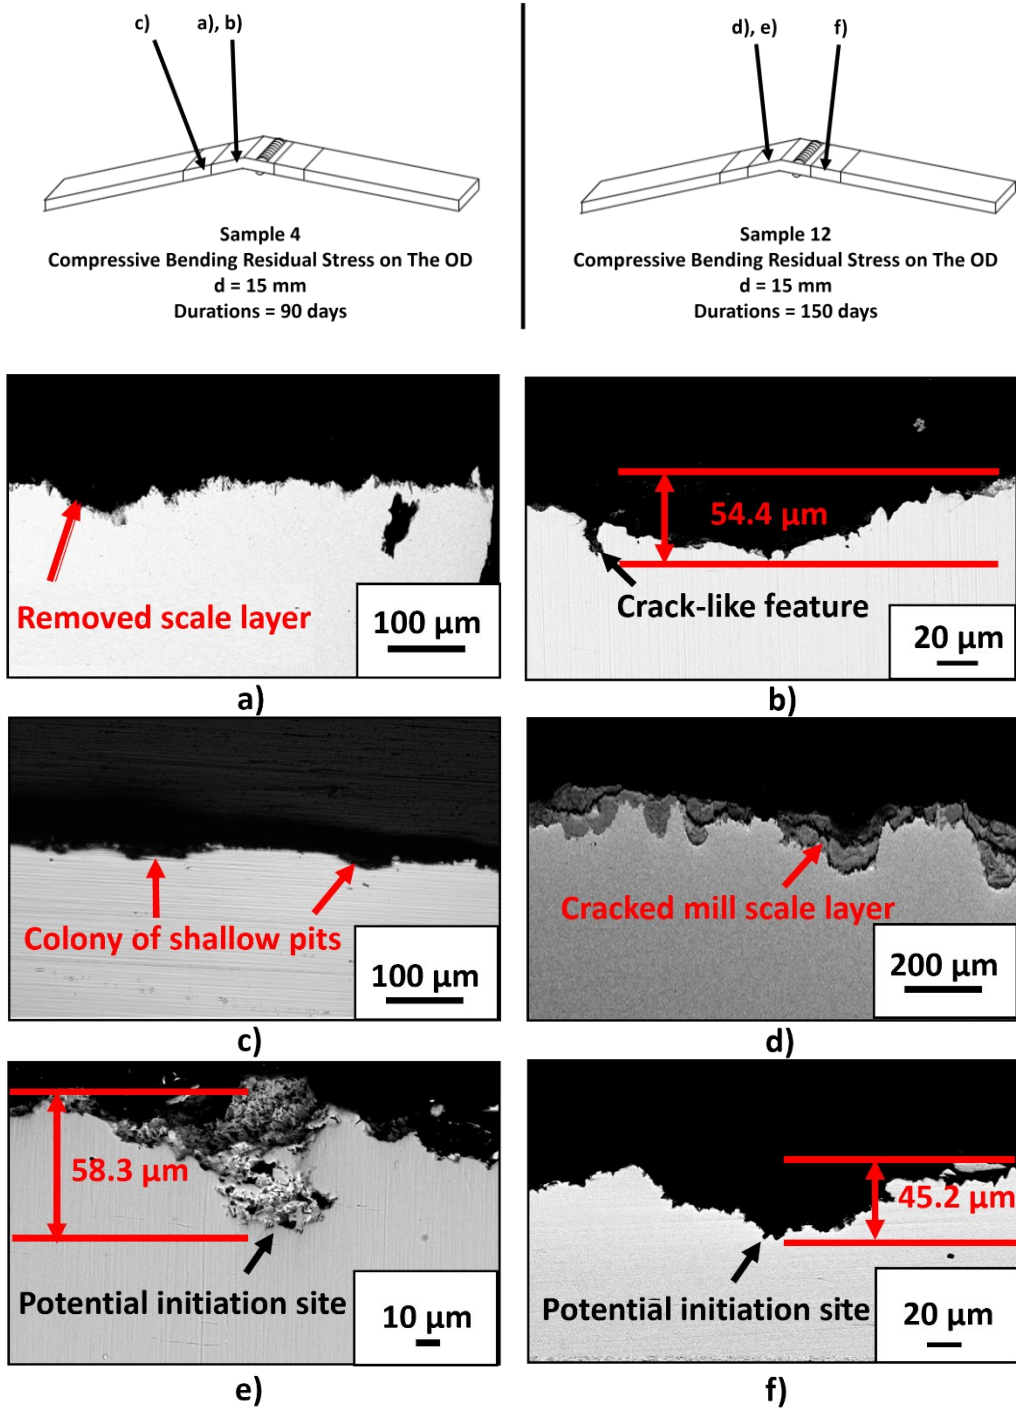 c)
a), b)
d), e)
f)
Sample 4
Compressive Bending Residual Stress on The OD
d = 15 mm
Durations = 90 days
Sample 12
Compressive Bending Residual Stress on The OD
d = 15 mm
Durations = 150 days
Removed scale layer
100 µm
a)
54.4 µm
Crack-like feature
20 µm
b)
Colony of shallow pits
100 µm
c)
Cracked mill scale layer
200 µm
d)
58.3 µm
Potential initiation site
10 µm
e)
45.2 µm
Potential initiation site
20 µm
f)